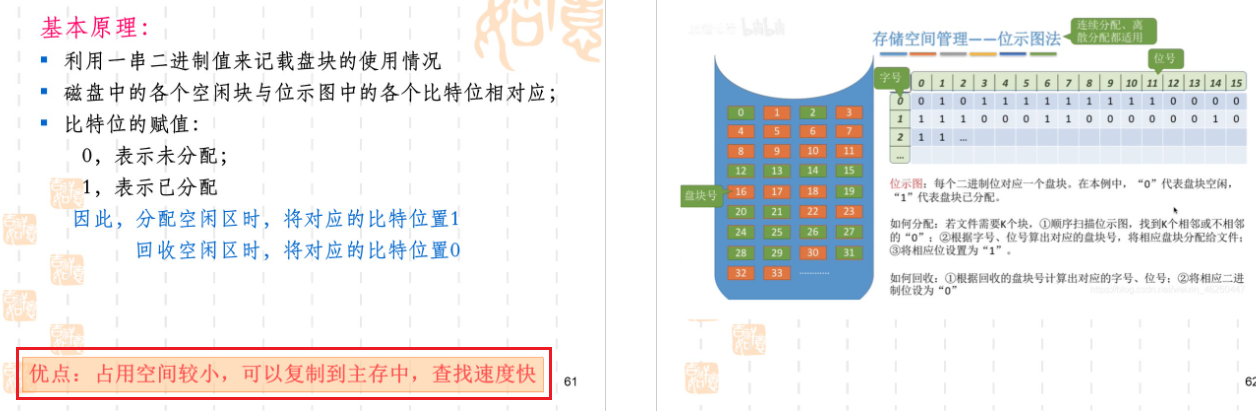 基本原理：
利用一串二进制值来记载盘块的使用情况
磁盘中的各个空闲块与位示图中的各个比特位相对应；
比特位的赋值：
0，表示未分配；
1，表示已分配
因此，分配空闲区时，将对应的比特位置1
回收空闲区时，将对应的比特位置0
优点：占用空间较小，可以复制到主存中，查找速度快
61
存储空间管理——位示图法
连续分配、离
散分配都适用
位号
字号
0 1 2 3 4 5 6 7 8 9 10 11 12 13 14 15
0 0 1 0 1 1 1 1 1 1 1 1 1 0 0 0 0
1 1 1 1 0 0 0 1 1 0 0 0 0 0 0 1 0
2 1 1 …
…
盘块号
0 1 2 3
4 5 6 7
8 9 10 11
12 13 14 15
16 17 18 19
20 21 22 23
24 25 26 27
28 29 30 31
32 33 …………
位示图：每个二进制位对应一个盘块。在本例中，“0”代表盘块空闲，
“1”代表盘块已分配。
如何分配：若文件需要K个块，①顺序扫描位示图，找到K个相邻或不相邻
的“0”；②根据字号、位号算出对应的盘块号，将相应盘块分配给文件；
③将相应位设置为“1”。
如何回收：①根据回收的盘块号计算出对应的字号、位号；②将相应二进
制位设为“0”
62